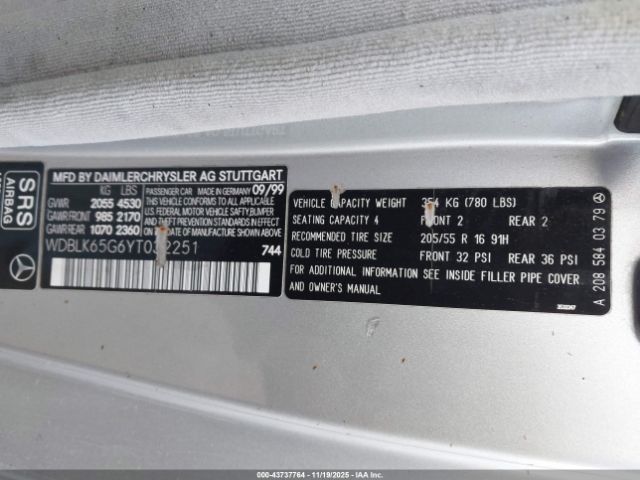 SRS
AIRBAG
MFD BY DAIMLERCHRYSLER AG STUTTGART
KG LBS
GVWR 2055 4530
GAWR FRONT 985 2170
GAWR REAR 1070 2360
PASSENGER CAR MADE IN GERMANY 09/99
THIS VEHICLE CONFORMS TO ALL
APPLICABLE U.S. FEDERAL MOTOR
VEHICLE SAFETY, BUMPER, AND
THEFT PREVENTION STANDARDS
IN EFFECT ON THE DATE OF
MANUFACTURE SHOWN ABOVE.
744
VEHICLE CAPACITY WEIGHT 354 KG (780 LBS)
SEATING CAPACITY 4 FRONT 2 REAR 2
RECOMMENDED TIRE SIZE 205/55 R 16 91H
COLD TIRE PRESSURE FRONT 32 PSI REAR 36 PSI
FOR ADDITIONAL INFORMATION SEE INSIDE FILLER PIPE COVER
AND OWNER'S MANUAL
A 208 584 03 79
000-43737764 - 11/19/2025 - IAAI.COM